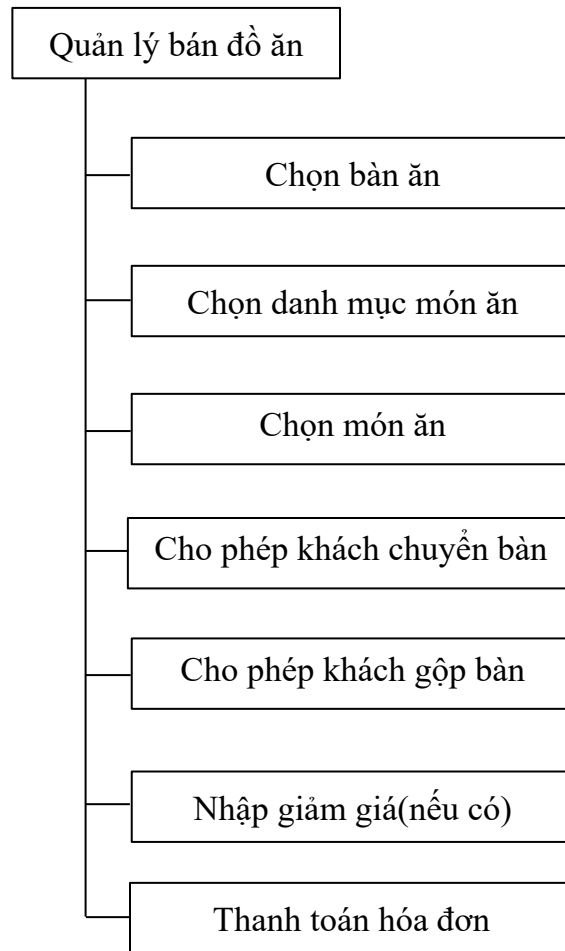 Quản lý bán đồ ăn
Chọn bàn ăn
Chọn danh mục món ăn
Chọn món ăn
Cho phép khách chuyển bàn
Cho phép khách gộp bàn
Nhập giảm giá(nếu có)
Thanh toán hóa đơn